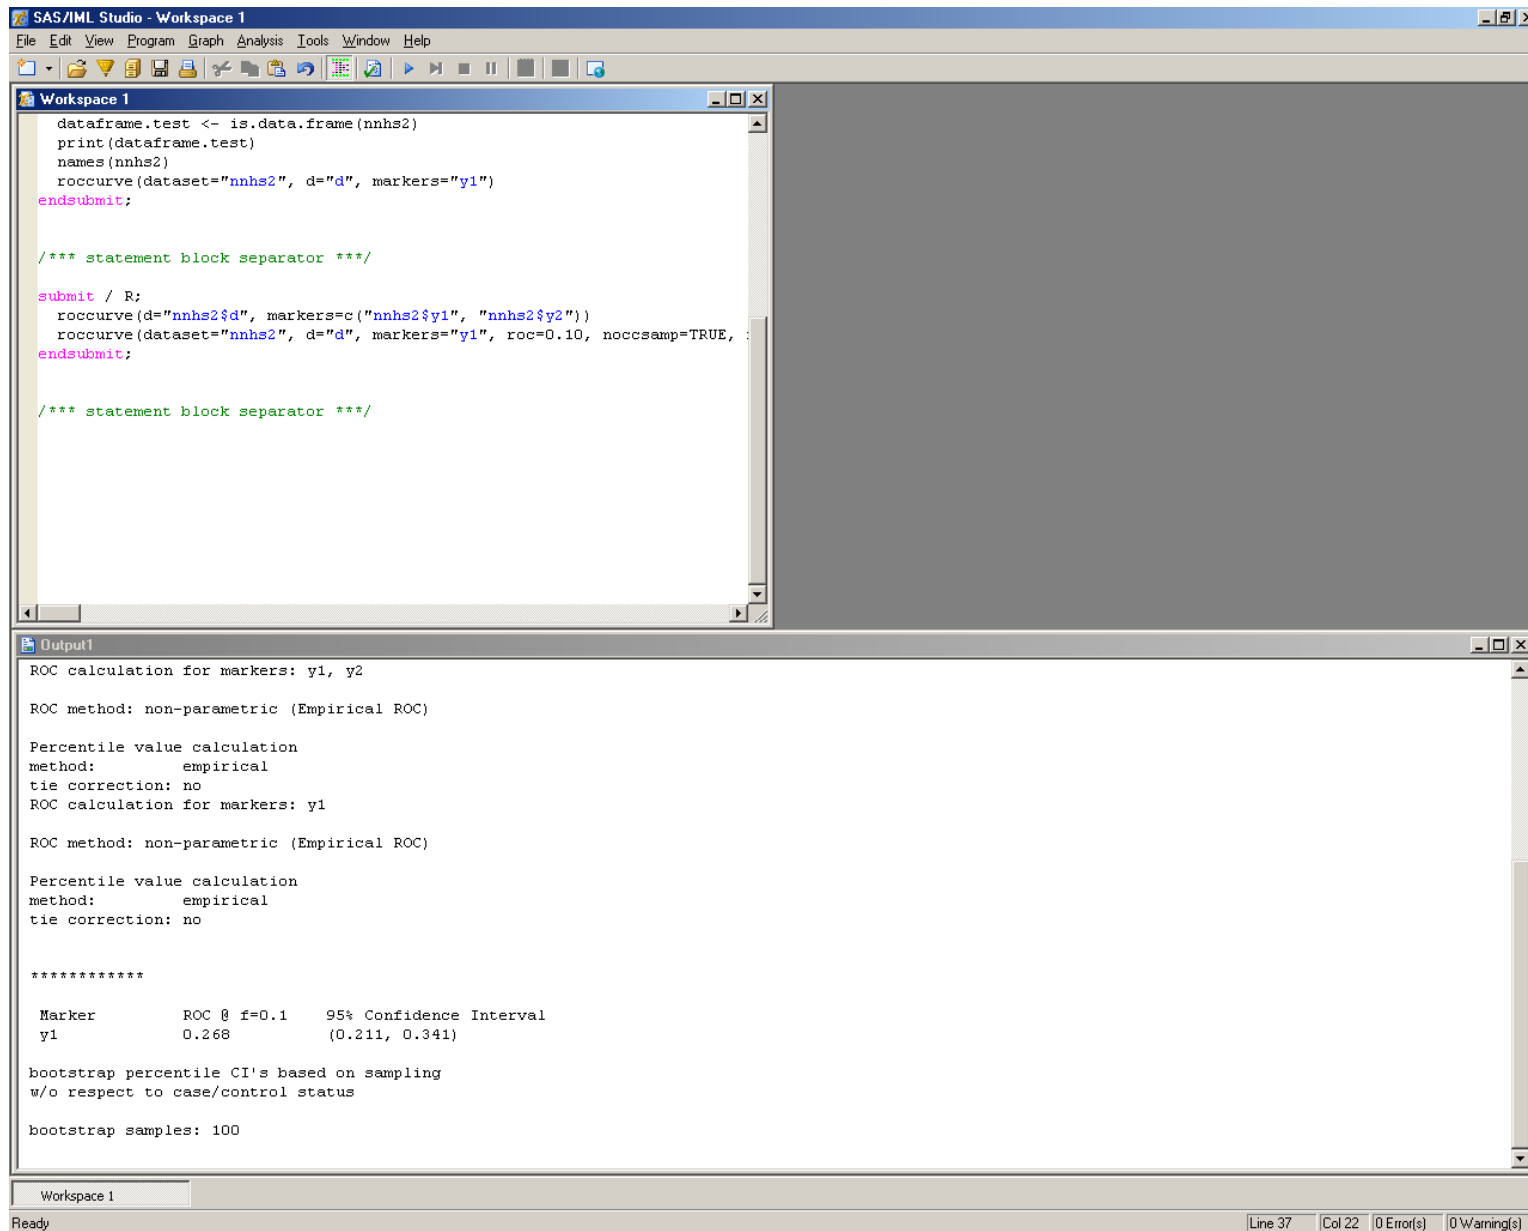 SAS/IML Studio - Workspace 1
File Edit View Program Graph Analysis Tools Window Help
Workspace 1
dataframe.test <- is.data.frame(nnhs2)
print(dataframe.test)
names(nnhs2)
roccurve(dataset="nnhs2", d="d", markers="y1")
endsubmit;
/*** statement block separator ***/
submit / R;
roccurve(d="nnhs2$d", markers=c("nnhs2$y1", "nnhs2$y2"))
roccurve(dataset="nnhs2", d="d", markers="y1", roc=0.10, noccsamp=TRUE,
endsubmit;
/*** statement block separator ***/
Output1
ROC calculation for markers: y1, y2
ROC method: non-parametric (Empirical ROC)
Percentile value calculation
method: empirical
tie correction: no
ROC calculation for markers: y1
ROC method: non-parametric (Empirical ROC)
Percentile value calculation
method: empirical
tie correction: no
************
Marker ROC @ f=0.1 95% Confidence Interval
y1 0.268 (0.211, 0.341)
bootstrap percentile CI's based on sampling
w/o respect to case/control status
bootstrap samples: 100
Workspace 1
Ready Line 37 Col 22 0 Error(s) 0 Warning(s)